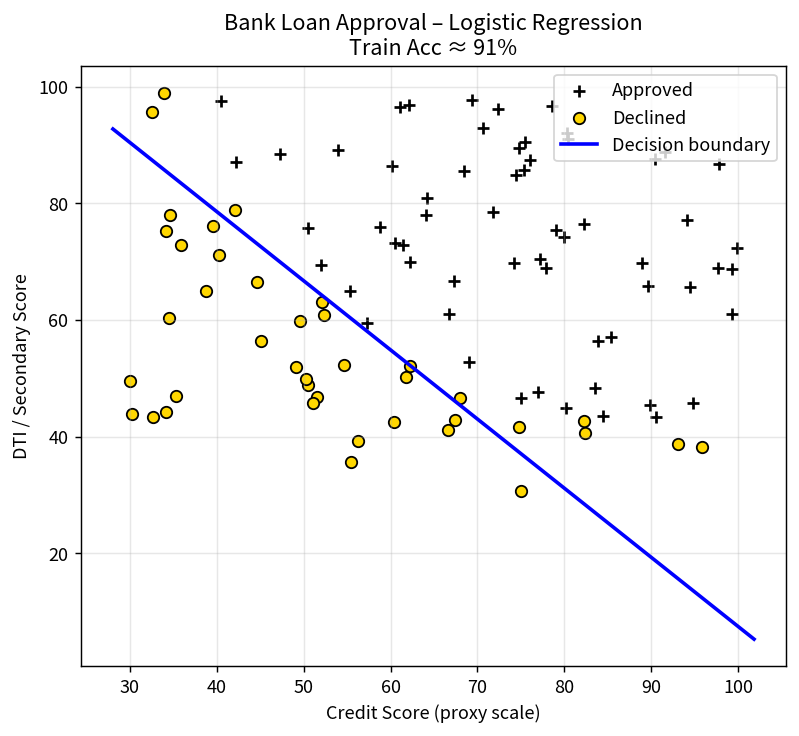 Bank Loan Approval – Logistic Regression
Train Acc ≈ 91%
Approved
Declined
Decision boundary
DTI / Secondary Score
100
80
60
40
20
30 40 50 60 70 80 90 100
Credit Score (proxy scale)